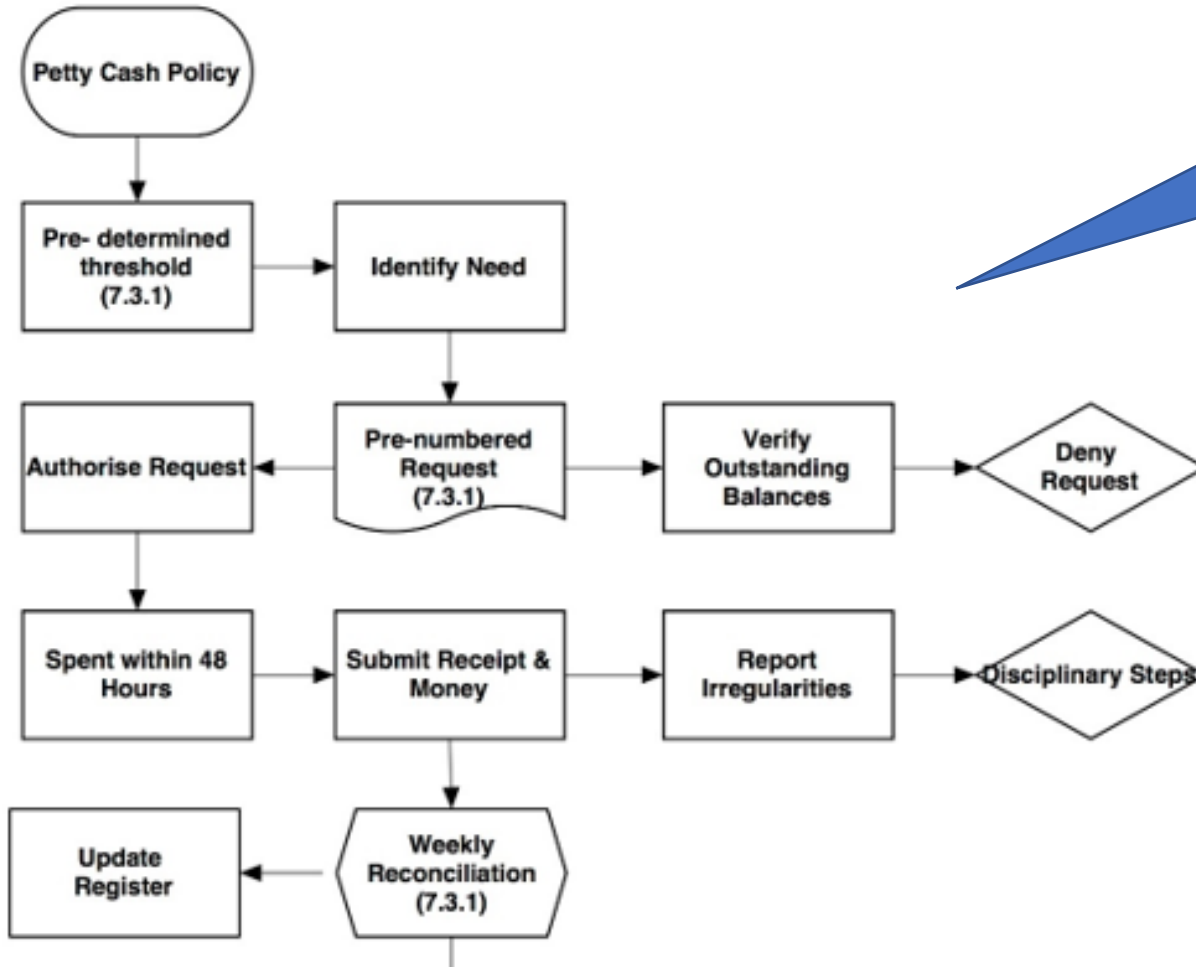 Petty Cash Policy
Pre- determined
threshold
(7.3.1)
Identify Need
Authorise Request
Pre-numbered
Request
(7.3.1)
Verify
Outstanding
Balances
Deny
Request
Spent within 48
Hours
Submit Receipt &
Money
Report
Irregularities
Disciplinary Steps
Update
Register
Weekly
Reconciliation
(7.3.1)